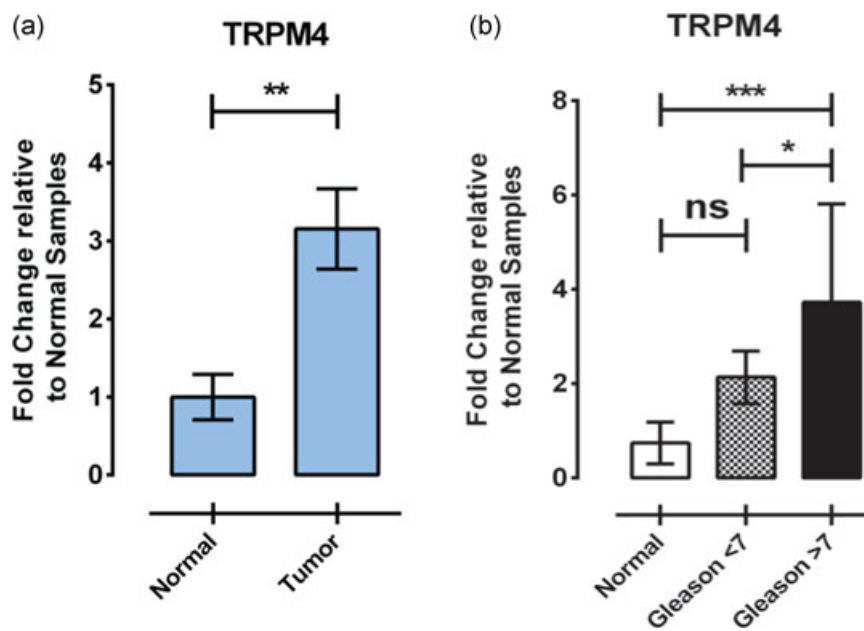 (a)
TRPM4
Fold Change relative
to Normal Samples
5
4
3
2
1
0
**
Normal
Tumor
(b)
TRPM4
Fold Change relative
to Normal Samples
8
6
4
2
0
***
*
ns
Normal
Gleason <7
Gleason >7